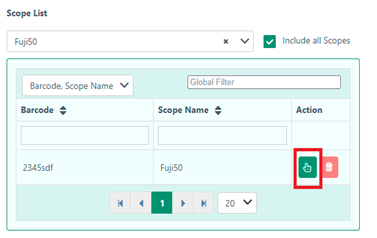 Scope List
Fuji50 × Include all Scopes
Barcode, Scope Name Global Filter
Barcode Scope Name Action
2345sdf Fuji50
1 20